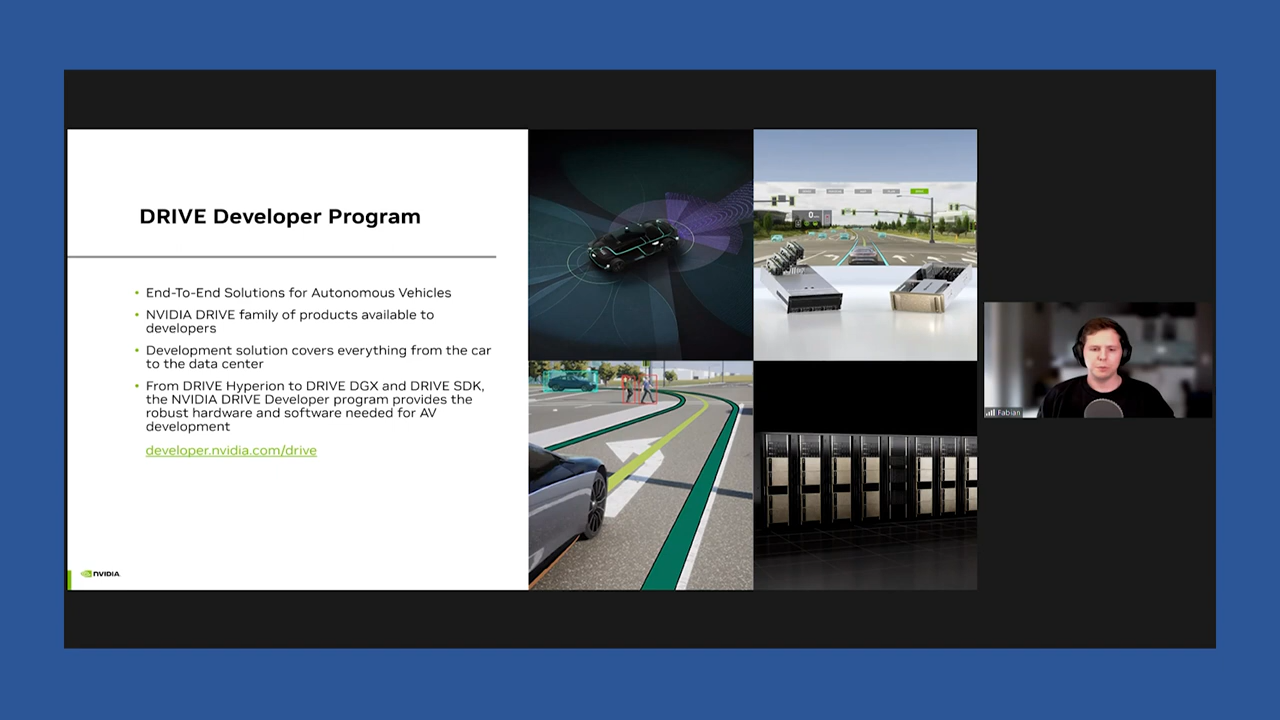 DRIVE Developer Program
• End-To-End Solutions for Autonomous Vehicles
• NVIDIA DRIVE family of products available to
developers
• Development solution covers everything from the car
to the data center
• From DRIVE Hyperion to DRIVE DGX and DRIVE SDK,
the NVIDIA DRIVE Developer program provides the
robust hardware and software needed for AV
development
developer.nvidia.com/drive
NVIDIA.
0
Fabian